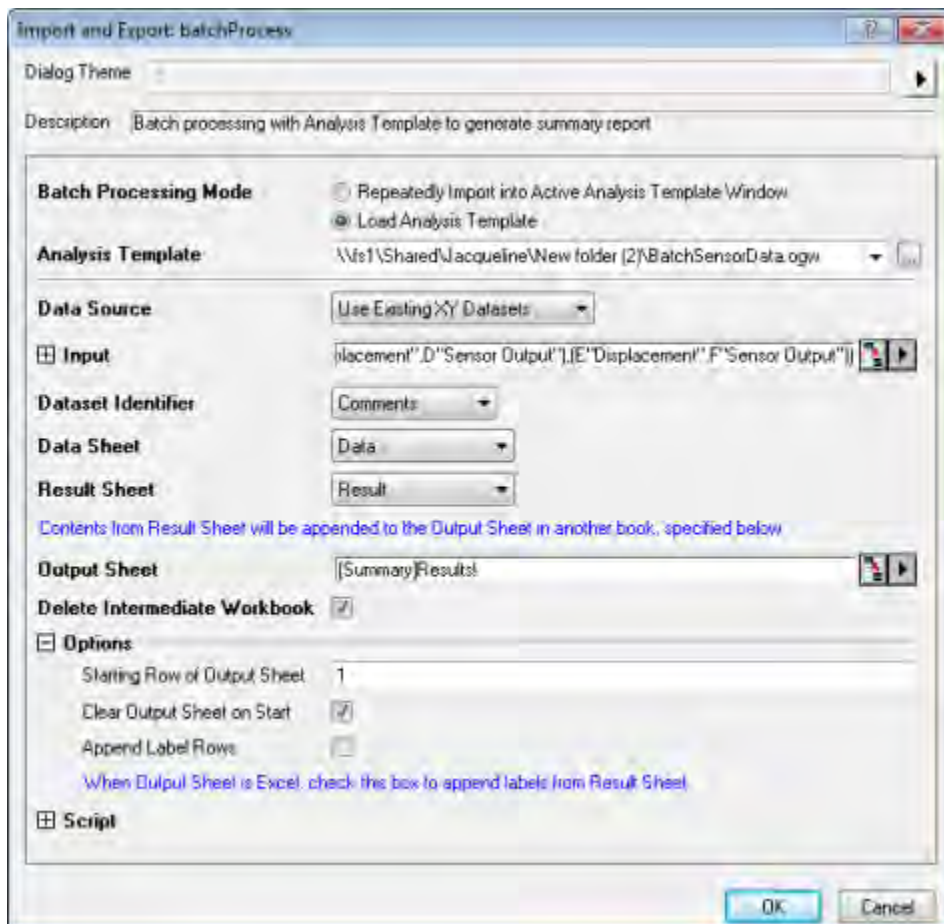 Import and Export: batchProcess
Dialog Theme
Description Batch processing with Analysis Template to generate summary report
Batch Processing Mode Repeatedly Import into Active Analysis Template Window
Load Analysis Template
Analysis Template \\fs1\Shared\Jacqueline\New folder (2)\BatchSensorData.ogw ...
Data Source Use Existing XY Datasets
Input lacement",D"Sensor Output"),(E"Displacement",F"Sensor Output"))
Dataset Identifier Comments
Data Sheet Data
Result Sheet Result
Contents from Result Sheet will be appended to the Output Sheet in another book, specified below
Output Sheet [Summary]Results!
Delete Intermediate Workbook
Options
Starting Row of Output Sheet 1
Clear Output Sheet on Start
Append Label Rows
When Output Sheet is Excel, check this box to append labels from Result Sheet
Script
OK Cancel